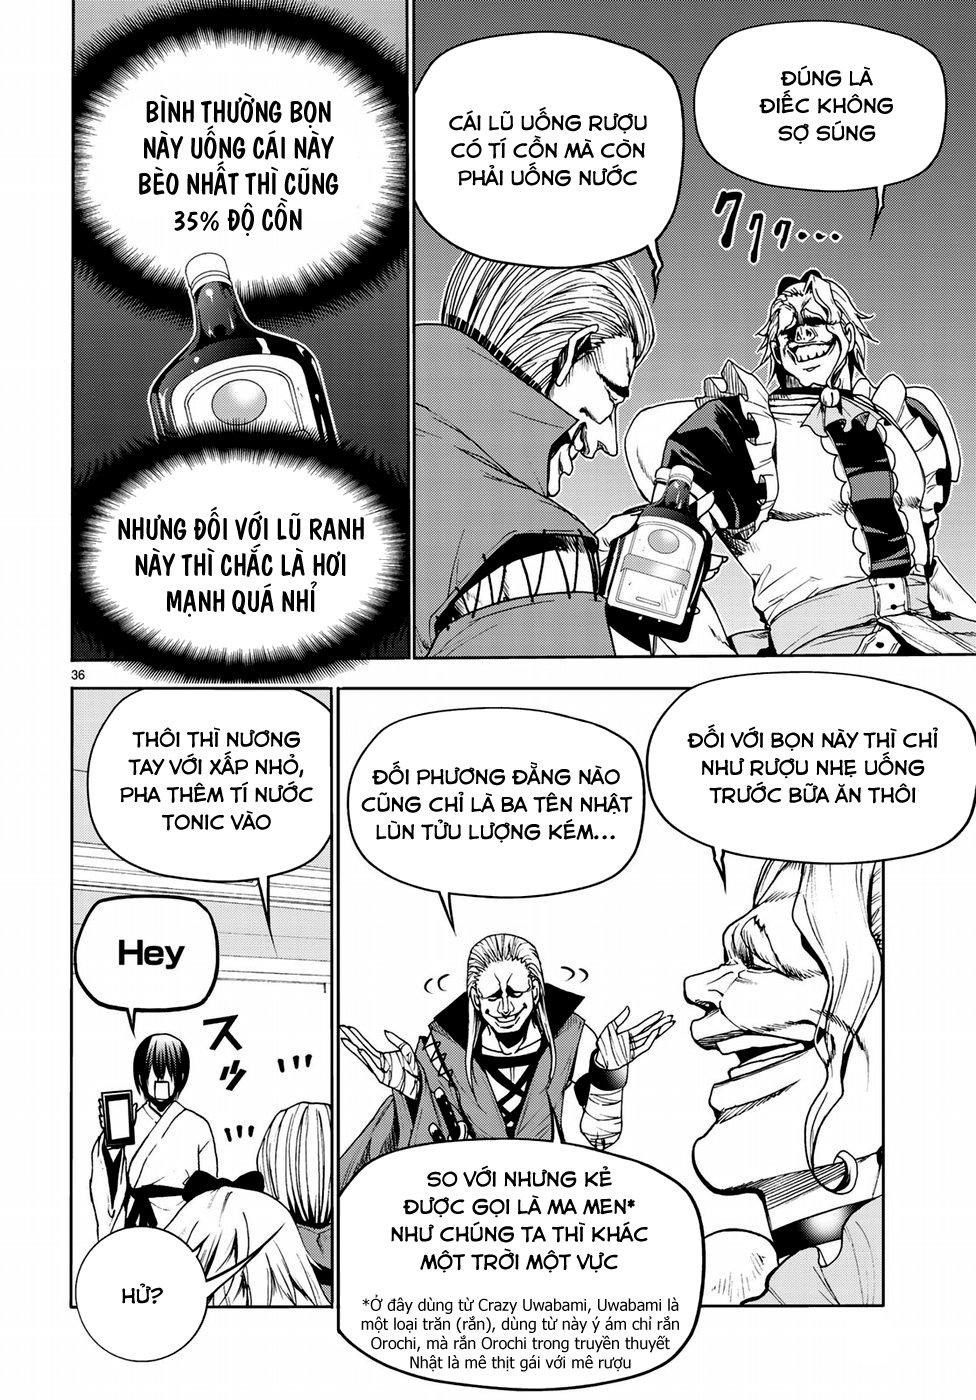 ĐÚNG LÀ
ĐIẾC KHÔNG
SỢ SÚNG
CÁI LŨ UỐNG RƯỢU
CÓ TÍ CỒN MÀ CÒN
PHẢI UỐNG NƯỚC
ククク...
BÌNH THƯỜNG BỌN
NÀY UỐNG CÁI NÀY
BÈO NHẤT THÌ CŨNG
35% ĐỘ CỒN
NHƯNG ĐỐI VỚI LŨ RANH
NÀY THÌ CHẮC LÀ HƠI
MẠNH QUÁ NHỈ
36
ĐỐI VỚI BỌN NÀY THÌ CHỈ
NHƯ RƯỢU NHẸ UỐNG
TRƯỚC BỮA ĂN THÔI
ĐỐI PHƯƠNG ĐẰNG NÀO
CŨNG CHỈ LÀ BA TÊN NHẬT
LÙN TỬU LƯỢNG KÉM...
SO VỚI NHƯNG KẺ
ĐƯỢC GỌI LÀ MA MEN*
NHƯ CHÚNG TA THÌ KHÁC
MỘT TRỜI MỘT VỰC
*Ở đây dùng từ Crazy Uwabami, Uwabami là
một loại trăn (rắn), dùng từ này ý ám chỉ rắn
Orochi, mà rắn Orochi trong truyền thuyết
Nhật là mê thịt gái với mê rượu
THÔI THÌ NƯƠNG
TAY VỚI XẤP NHỎ,
PHA THÊM TÍ NƯỚC
TONIC VÀO
Hey
スッ
HỬ?